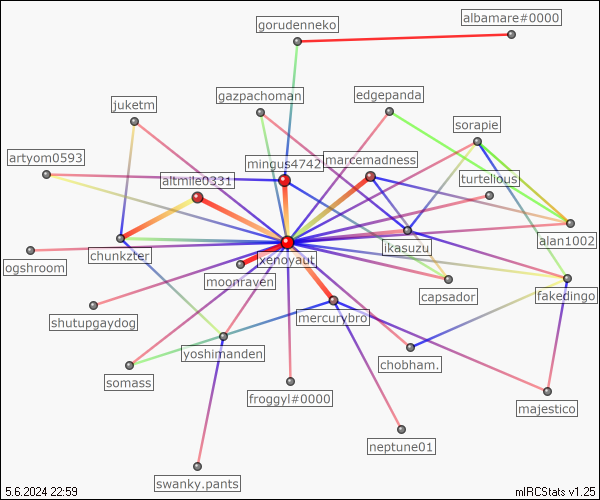 albamare#0000
gorudenneko
gazpachoman
edgepanda
juketm
sorapie
artyom0593
mingus4742
marcemadness
altmile0331
turtelious
alan1002
ikasuzu
chunkzter
xenoyaut
ogshroom
moonraven
capsador
fakedingo
shutupgaydog
mercurybro
yoshimanden
chobham.
somass
froggyl#0000
majestico
neptune01
swanky.pants
5.6.2024 22:59
mIRCStats v1.25